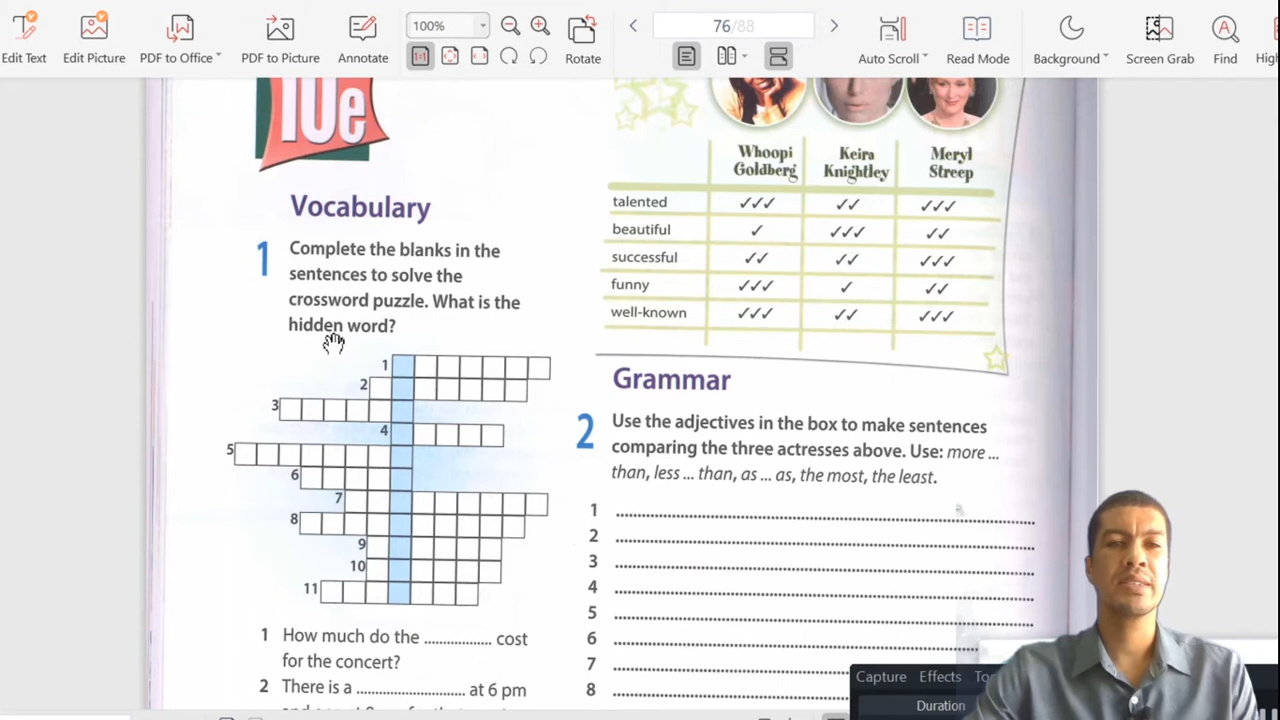 100%
76/88
Edit Text
Edit Picture
PDF to Office
PDF to Picture
Annotate
Rotate
Auto Scroll
Read Mode
Background
Screen Grab
Find
10e
Vocabulary
1 Complete the blanks in the
sentences to solve the
crossword puzzle. What is the
hidden word?
1
2
3
4
5
6
7
8
9
10
11
1 How much do the ................ cost
for the concert?
2 There is a ......................... at 6 pm
Whoopi Goldberg
Keira Knightley
Meryl Streep
talented ✓✓✓ ✓✓ ✓✓✓
beautiful ✓ ✓✓✓ ✓✓
successful ✓✓ ✓✓ ✓✓✓
funny ✓✓✓ ✓ ✓✓
well-known ✓✓✓ ✓✓ ✓✓✓
Grammar
2 Use the adjectives in the box to make sentences
comparing the three actresses above. Use: more ...
than, less ... than, as ... as, the most, the least.
1
2
3
4
5
6
7
8
Capture Effects
Duration